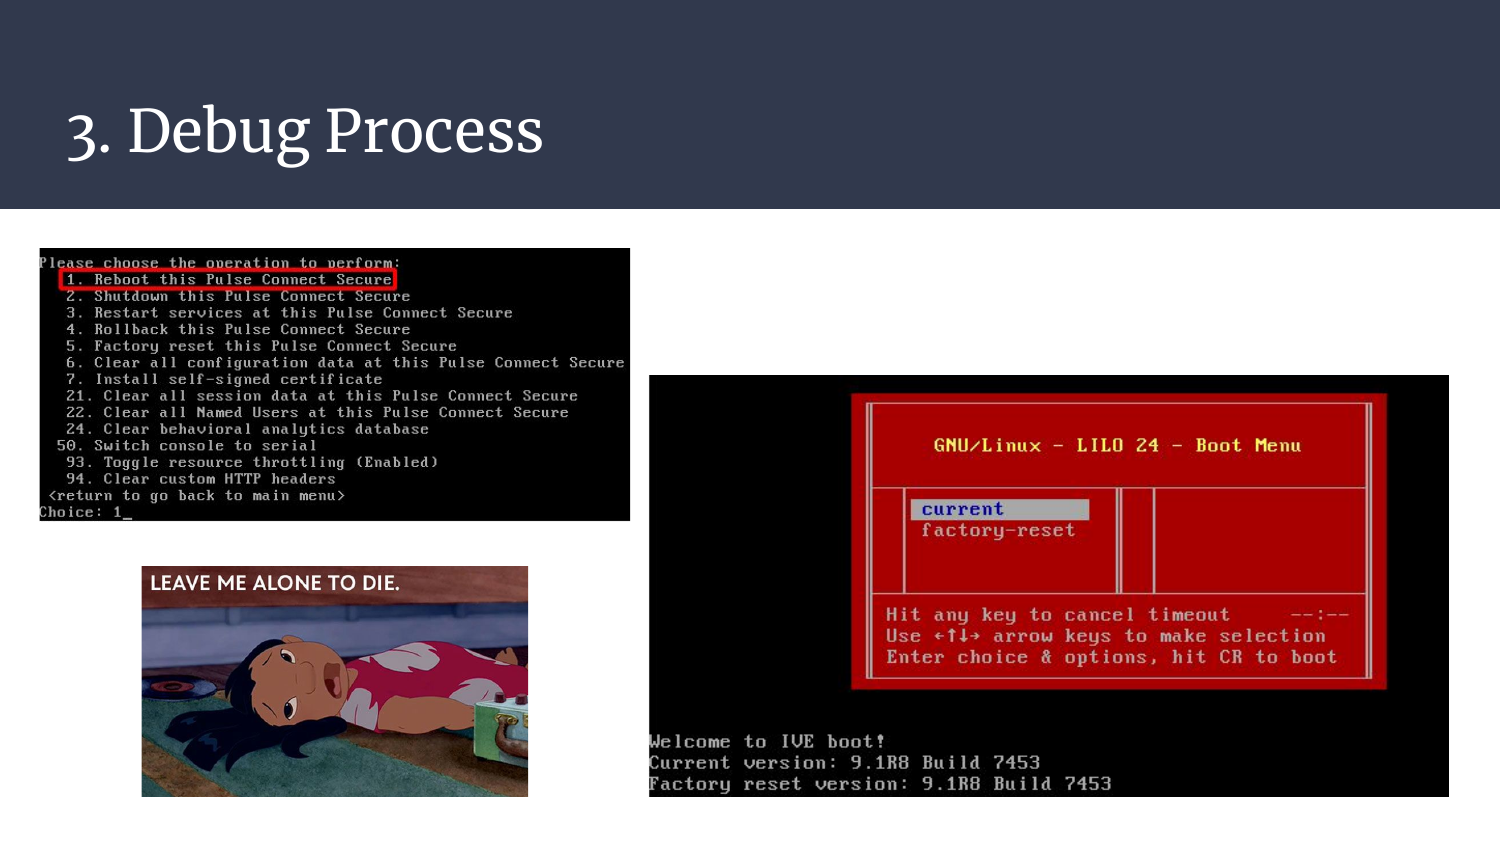 3. Debug Process
Please choose the operation to perform:
1. Reboot this Pulse Connect Secure
2. Shutdown this Pulse Connect Secure
3. Restart services at this Pulse Connect Secure
4. Rollback this Pulse Connect Secure
5. Factory reset this Pulse Connect Secure
6. Clear all configuration data at this Pulse Connect Secure
7. Install self-signed certificate
21. Clear all session data at this Pulse Connect Secure
22. Clear all Named Users at this Pulse Connect Secure
24. Clear behavioral analytics database
50. Switch console to serial
93. Toggle resource throttling (Enabled)
94. Clear custom HTTP headers
<return to go back to main menu>
Choice: 1_
LEAVE ME ALONE TO DIE.
GNU/Linux - LILO 24 - Boot Menu
current
factory-reset
Hit any key to cancel timeout --:--
Use ←↑↓→ arrow keys to make selection
Enter choice & options, hit CR to boot
Welcome to IVE boot!
Current version: 9.1R8 Build 7453
Factory reset version: 9.1R8 Build 7453